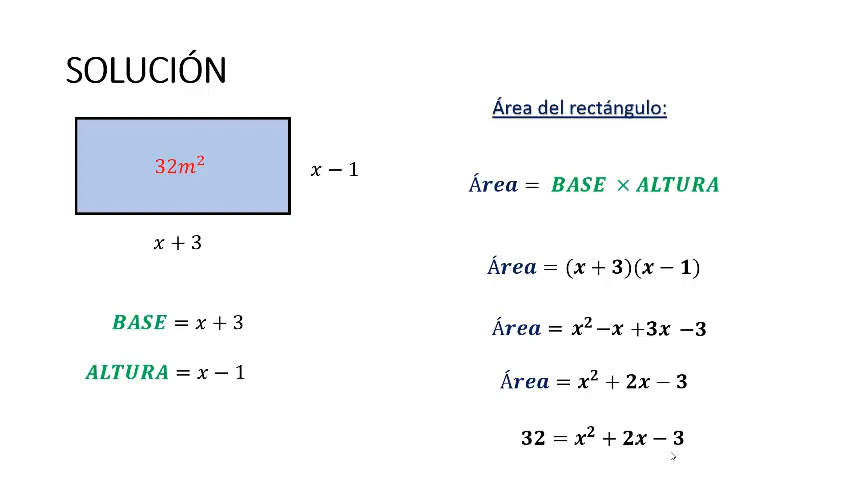 SOLUCIÓN
32m²
x − 1
x + 3
BASE = x + 3
ALTURA = x − 1
Área del rectángulo:
Área = BASE × ALTURA
Área = (x + 3)(x − 1)
Área = x² −x +3x −3
Área = x² + 2x − 3
32 = x² + 2x − 3